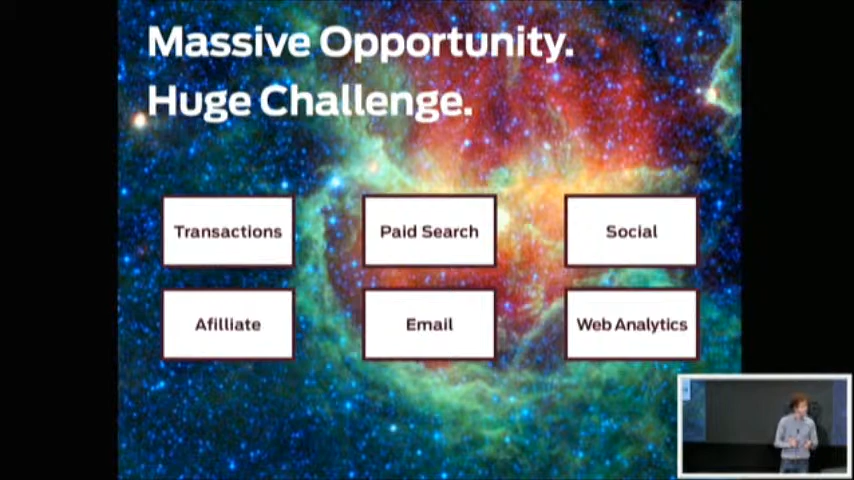 Massive Opportunity.
Huge Challenge.
Transactions
Paid Search
Social
Afilliate
Email
Web Analytics